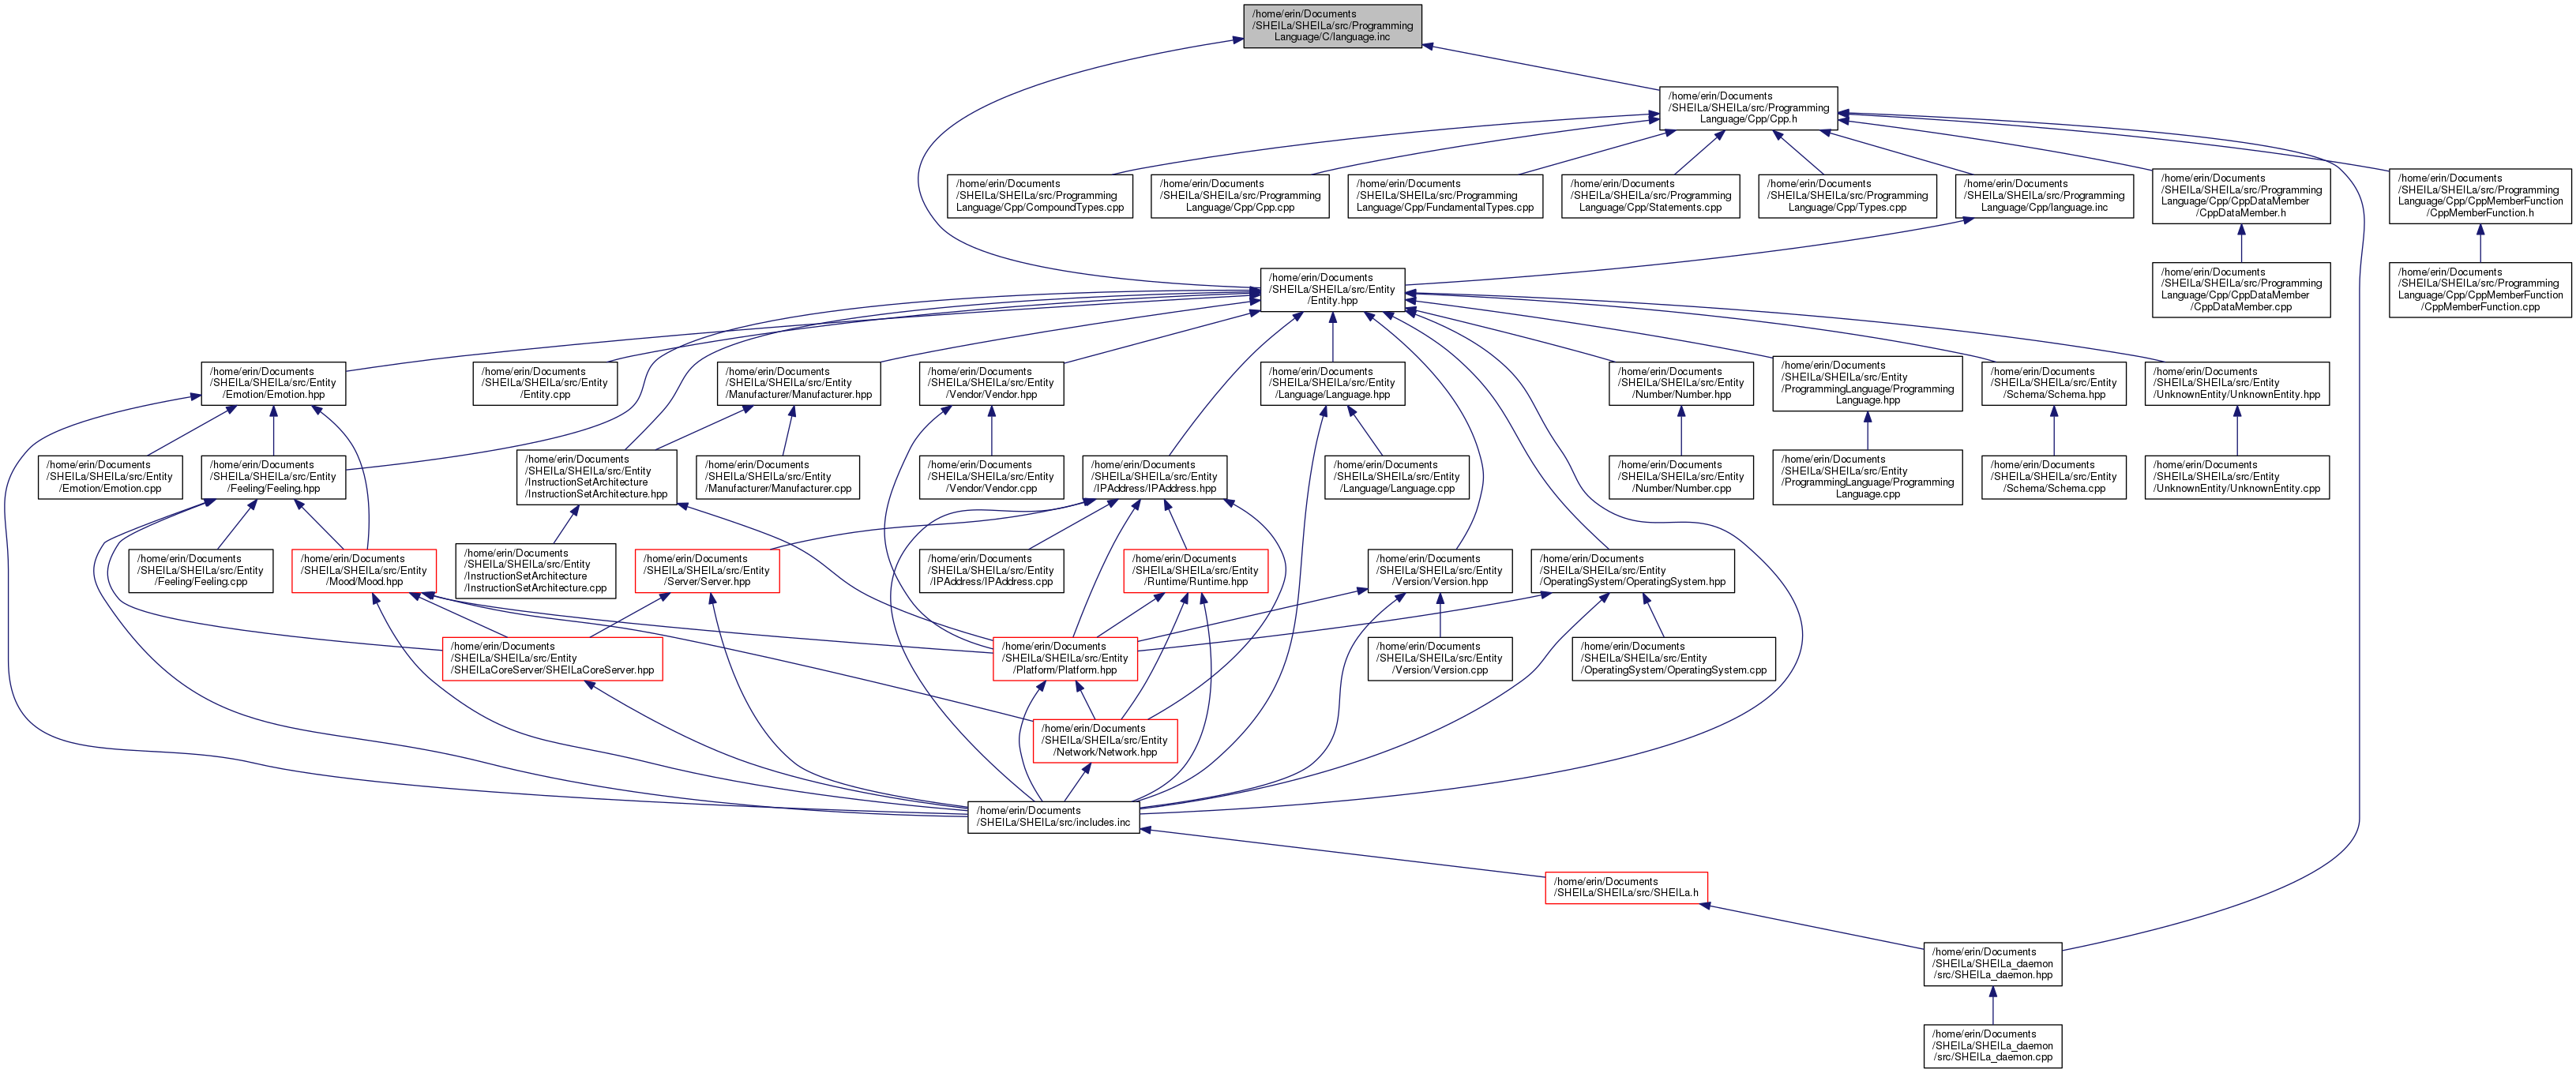 /home/erin/Documents
/SHEILa/SHEILa/src/Programming
Language/C/language.inc
/home/erin/Documents
/SHEILa/SHEILa/src/Programming
Language/Cpp/Cpp.h
/home/erin/Documents
/SHEILa/SHEILa/src/Programming
Language/Cpp/CompoundTypes.cpp
/home/erin/Documents
/SHEILa/SHEILa/src/Programming
Language/Cpp/Cpp.cpp
/home/erin/Documents
/SHEILa/SHEILa/src/Programming
Language/Cpp/FundamentalTypes.cpp
/home/erin/Documents
/SHEILa/SHEILa/src/Programming
Language/Cpp/Statements.cpp
/home/erin/Documents
/SHEILa/SHEILa/src/Programming
Language/Cpp/Types.cpp
/home/erin/Documents
/SHEILa/SHEILa/src/Programming
Language/Cpp/language.inc
/home/erin/Documents
/SHEILa/SHEILa/src/Programming
Language/Cpp/CppDataMember
/CppDataMember.h
/home/erin/Documents
/SHEILa/SHEILa/src/Programming
Language/Cpp/CppMemberFunction
/CppMemberFunction.h
/home/erin/Documents
/SHEILa/SHEILa/src/Entity
/Entity.hpp
/home/erin/Documents
/SHEILa/SHEILa/src/Programming
Language/Cpp/CppDataMember
/CppDataMember.cpp
/home/erin/Documents
/SHEILa/SHEILa/src/Programming
Language/Cpp/CppMemberFunction
/CppMemberFunction.cpp
/home/erin/Documents
/SHEILa/SHEILa/src/Entity
/Emotion/Emotion.hpp
/home/erin/Documents
/SHEILa/SHEILa/src/Entity
/Entity.cpp
/home/erin/Documents
/SHEILa/SHEILa/src/Entity
/Manufacturer/Manufacturer.hpp
/home/erin/Documents
/SHEILa/SHEILa/src/Entity
/Vendor/Vendor.hpp
/home/erin/Documents
/SHEILa/SHEILa/src/Entity
/Language/Language.hpp
/home/erin/Documents
/SHEILa/SHEILa/src/Entity
/Number/Number.hpp
/home/erin/Documents
/SHEILa/SHEILa/src/Entity
/ProgrammingLanguage/Programming
Language.hpp
/home/erin/Documents
/SHEILa/SHEILa/src/Entity
/Schema/Schema.hpp
/home/erin/Documents
/SHEILa/SHEILa/src/Entity
/UnknownEntity/UnknownEntity.hpp
/home/erin/Documents
/SHEILa/SHEILa/src/Entity
/Emotion/Emotion.cpp
/home/erin/Documents
/SHEILa/SHEILa/src/Entity
/Feeling/Feeling.hpp
/home/erin/Documents
/SHEILa/SHEILa/src/Entity
/InstructionSetArchitecture
/InstructionSetArchitecture.hpp
/home/erin/Documents
/SHEILa/SHEILa/src/Entity
/Manufacturer/Manufacturer.cpp
/home/erin/Documents
/SHEILa/SHEILa/src/Entity
/Vendor/Vendor.cpp
/home/erin/Documents
/SHEILa/SHEILa/src/Entity
/IPAddress/IPAddress.hpp
/home/erin/Documents
/SHEILa/SHEILa/src/Entity
/Language/Language.cpp
/home/erin/Documents
/SHEILa/SHEILa/src/Entity
/Number/Number.cpp
/home/erin/Documents
/SHEILa/SHEILa/src/Entity
/ProgrammingLanguage/Programming
Language.cpp
/home/erin/Documents
/SHEILa/SHEILa/src/Entity
/Schema/Schema.cpp
/home/erin/Documents
/SHEILa/SHEILa/src/Entity
/UnknownEntity/UnknownEntity.cpp
/home/erin/Documents
/SHEILa/SHEILa/src/Entity
/Feeling/Feeling.cpp
/home/erin/Documents
/SHEILa/SHEILa/src/Entity
/Mood/Mood.hpp
/home/erin/Documents
/SHEILa/SHEILa/src/Entity
/InstructionSetArchitecture
/InstructionSetArchitecture.cpp
/home/erin/Documents
/SHEILa/SHEILa/src/Entity
/Server/Server.hpp
/home/erin/Documents
/SHEILa/SHEILa/src/Entity
/IPAddress/IPAddress.cpp
/home/erin/Documents
/SHEILa/SHEILa/src/Entity
/Runtime/Runtime.hpp
/home/erin/Documents
/SHEILa/SHEILa/src/Entity
/Version/Version.hpp
/home/erin/Documents
/SHEILa/SHEILa/src/Entity
/OperatingSystem/OperatingSystem.hpp
/home/erin/Documents
/SHEILa/SHEILa/src/Entity
/SHEILaCoreServer/SHEILaCoreServer.hpp
/home/erin/Documents
/SHEILa/SHEILa/src/Entity
/Platform/Platform.hpp
/home/erin/Documents
/SHEILa/SHEILa/src/Entity
/Version/Version.cpp
/home/erin/Documents
/SHEILa/SHEILa/src/Entity
/OperatingSystem/OperatingSystem.cpp
/home/erin/Documents
/SHEILa/SHEILa/src/Entity
/Network/Network.hpp
/home/erin/Documents
/SHEILa/SHEILa/src/includes.inc
/home/erin/Documents
/SHEILa/SHEILa/src/SHEILa.h
/home/erin/Documents
/SHEILa/SHEILa_daemon
/src/SHEILa_daemon.hpp
/home/erin/Documents
/SHEILa/SHEILa_daemon
/src/SHEILa_daemon.cpp